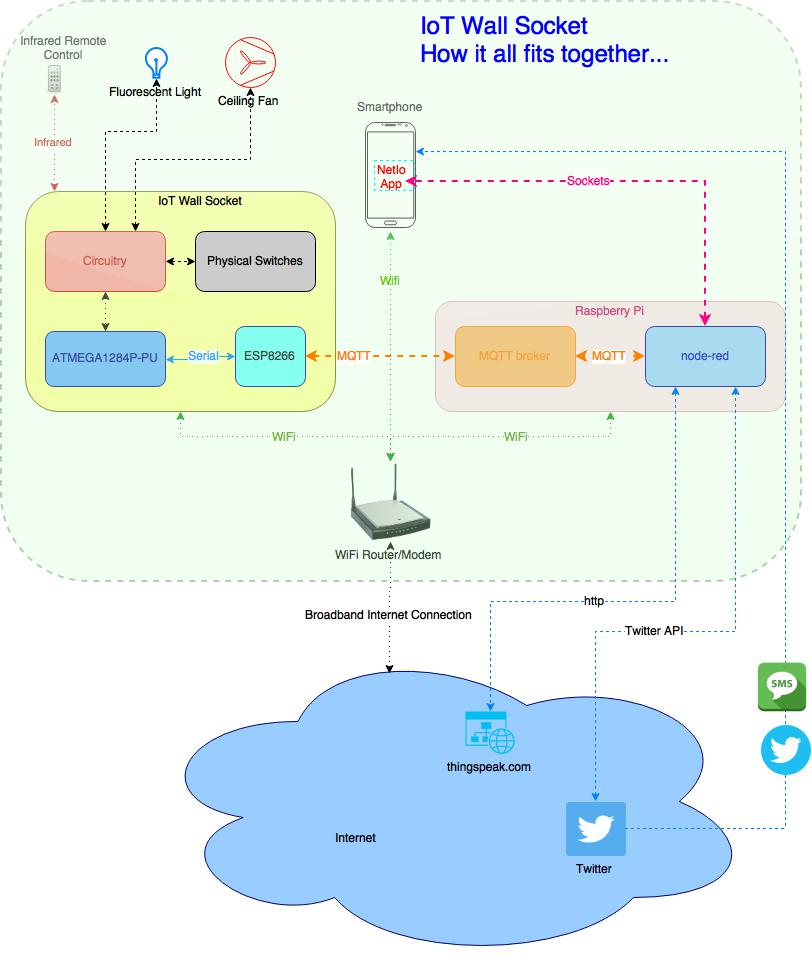 IoT Wall Socket
How it all fits together...
Infrared Remote
Control
Fluorescent Light
Ceiling Fan
Smartphone
Infrared
Netio
App
Sockets
IoT Wall Socket
Circuitry
Physical Switches
Wifi
Raspberry Pi
ATMEGA1284P-PU
Serial
ESP8266
MQTT
MQTT broker
MQTT
node-red
WiFi
WiFi
WiFi Router/Modem
http
Broadband Internet Connection
Twitter API
SMS
thingspeak.com
Internet
Twitter